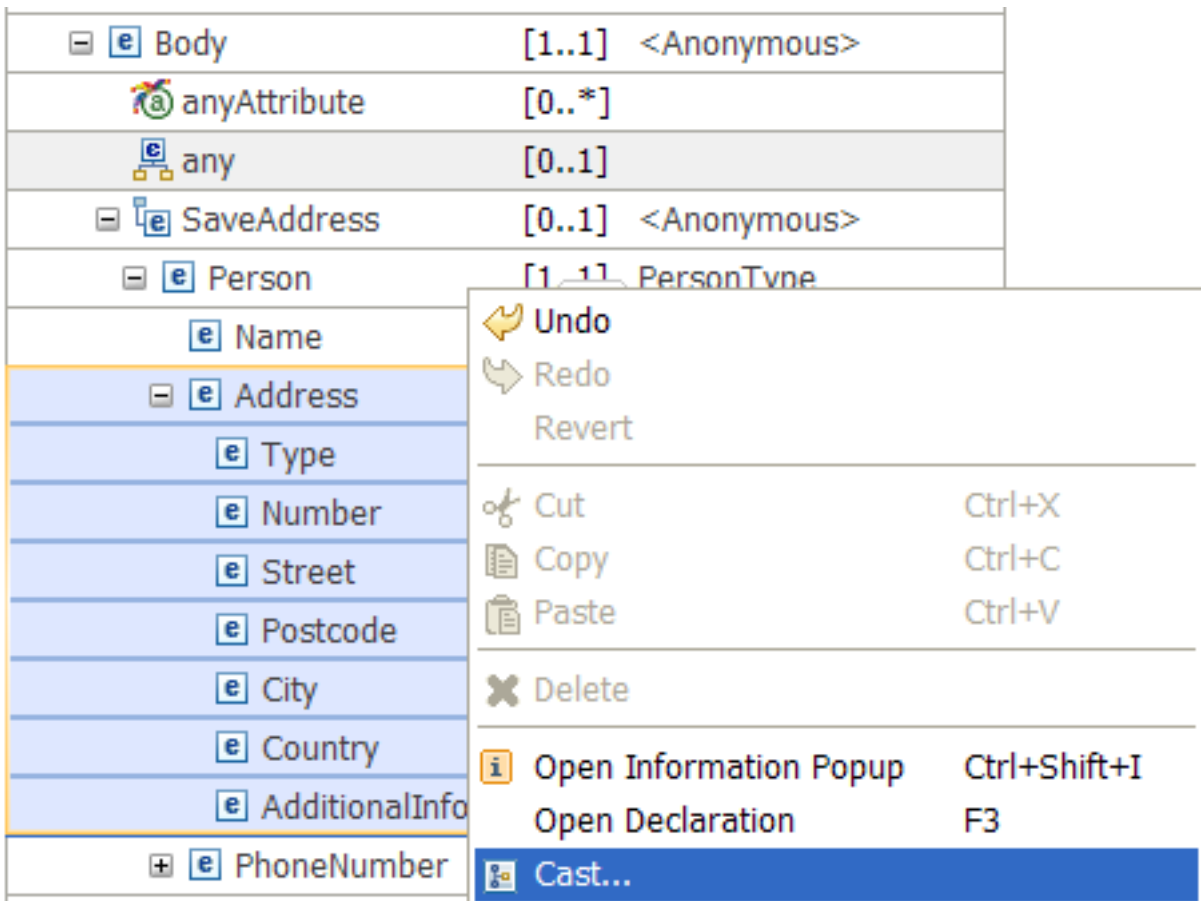 Body [1..1] <Anonymous>
anyAttribute [0..*]
any [0..1]
SaveAddress [0..1] <Anonymous>
Person [1..1] PersonType
Name
Address
Type
Number
Street
Postcode
City
Country
AdditionalInfo
PhoneNumber
Undo
Redo
Revert
Cut Ctrl+X
Copy Ctrl+C
Paste Ctrl+V
Delete
Open Information Popup Ctrl+Shift+I
Open Declaration F3
Cast...